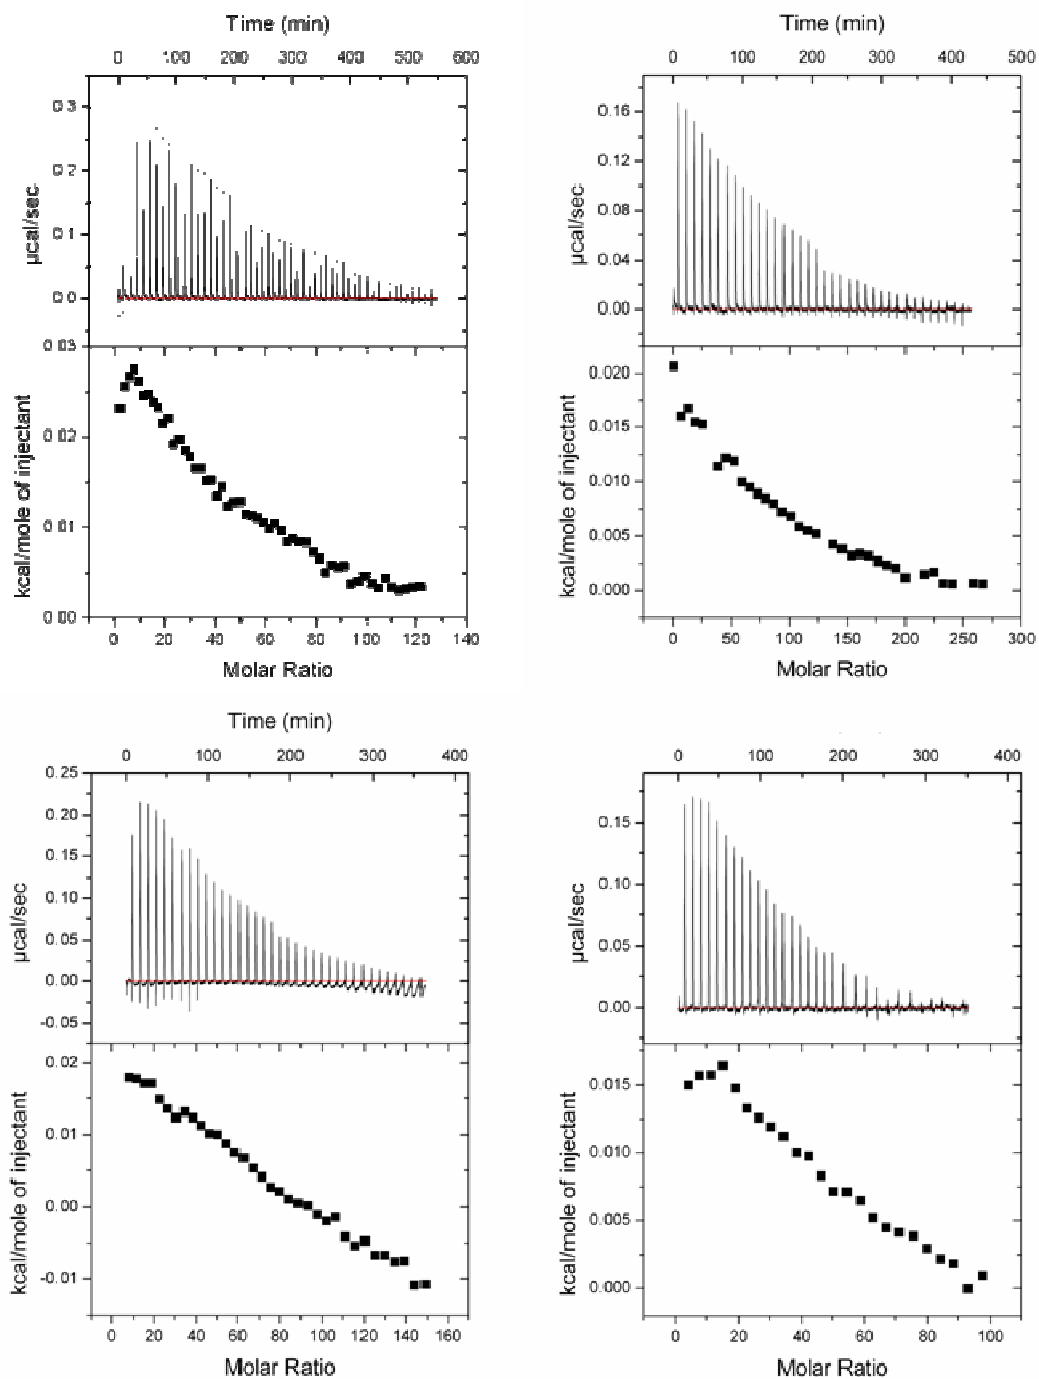 Time (min)
0 100 200 300 400 500 600
0.3
0.2
0.1
0.0
µcal/sec
0.03
0.02
0.01
0.00
kcal/mole of injectant
0 20 40 60 80 100 120 140
Molar Ratio
Time (min)
0 100 200 300 400 500
0.16
0.12
0.08
0.04
0.00
µcal/sec
0.020
0.015
0.010
0.005
0.000
kcal/mole of injectant
0 50 100 150 200 250 300
Molar Ratio
Time (min)
0 100 200 300 400
0.25
0.20
0.15
0.10
0.05
0.00
-0.05
µcal/sec
0.02
0.01
0.00
-0.01
kcal/mole of injectant
0 20 40 60 80 100 120 140 160
Molar Ratio
0 100 200 300 400
0.15
0.10
0.05
0.00
µcal/sec
0.015
0.010
0.005
0.000
kcal/mole of injectant
0 20 40 60 80 100
Molar Ratio